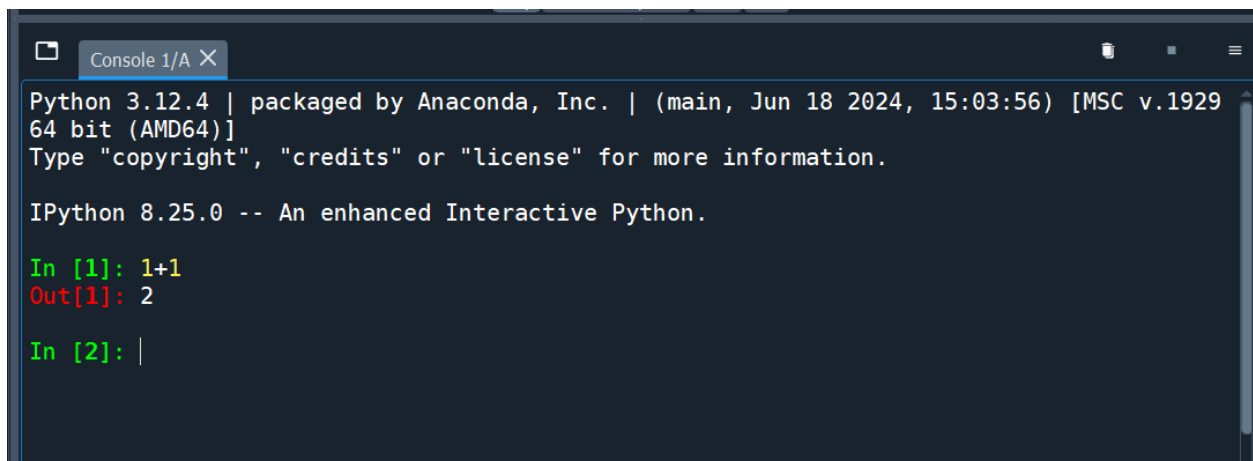 Console 1/A
Python 3.12.4 | packaged by Anaconda, Inc. | (main, Jun 18 2024, 15:03:56) [MSC v.1929
64 bit (AMD64)]
Type "copyright", "credits" or "license" for more information.
IPython 8.25.0 -- An enhanced Interactive Python.
In [1]: 1+1
Out[1]: 2
In [2]: